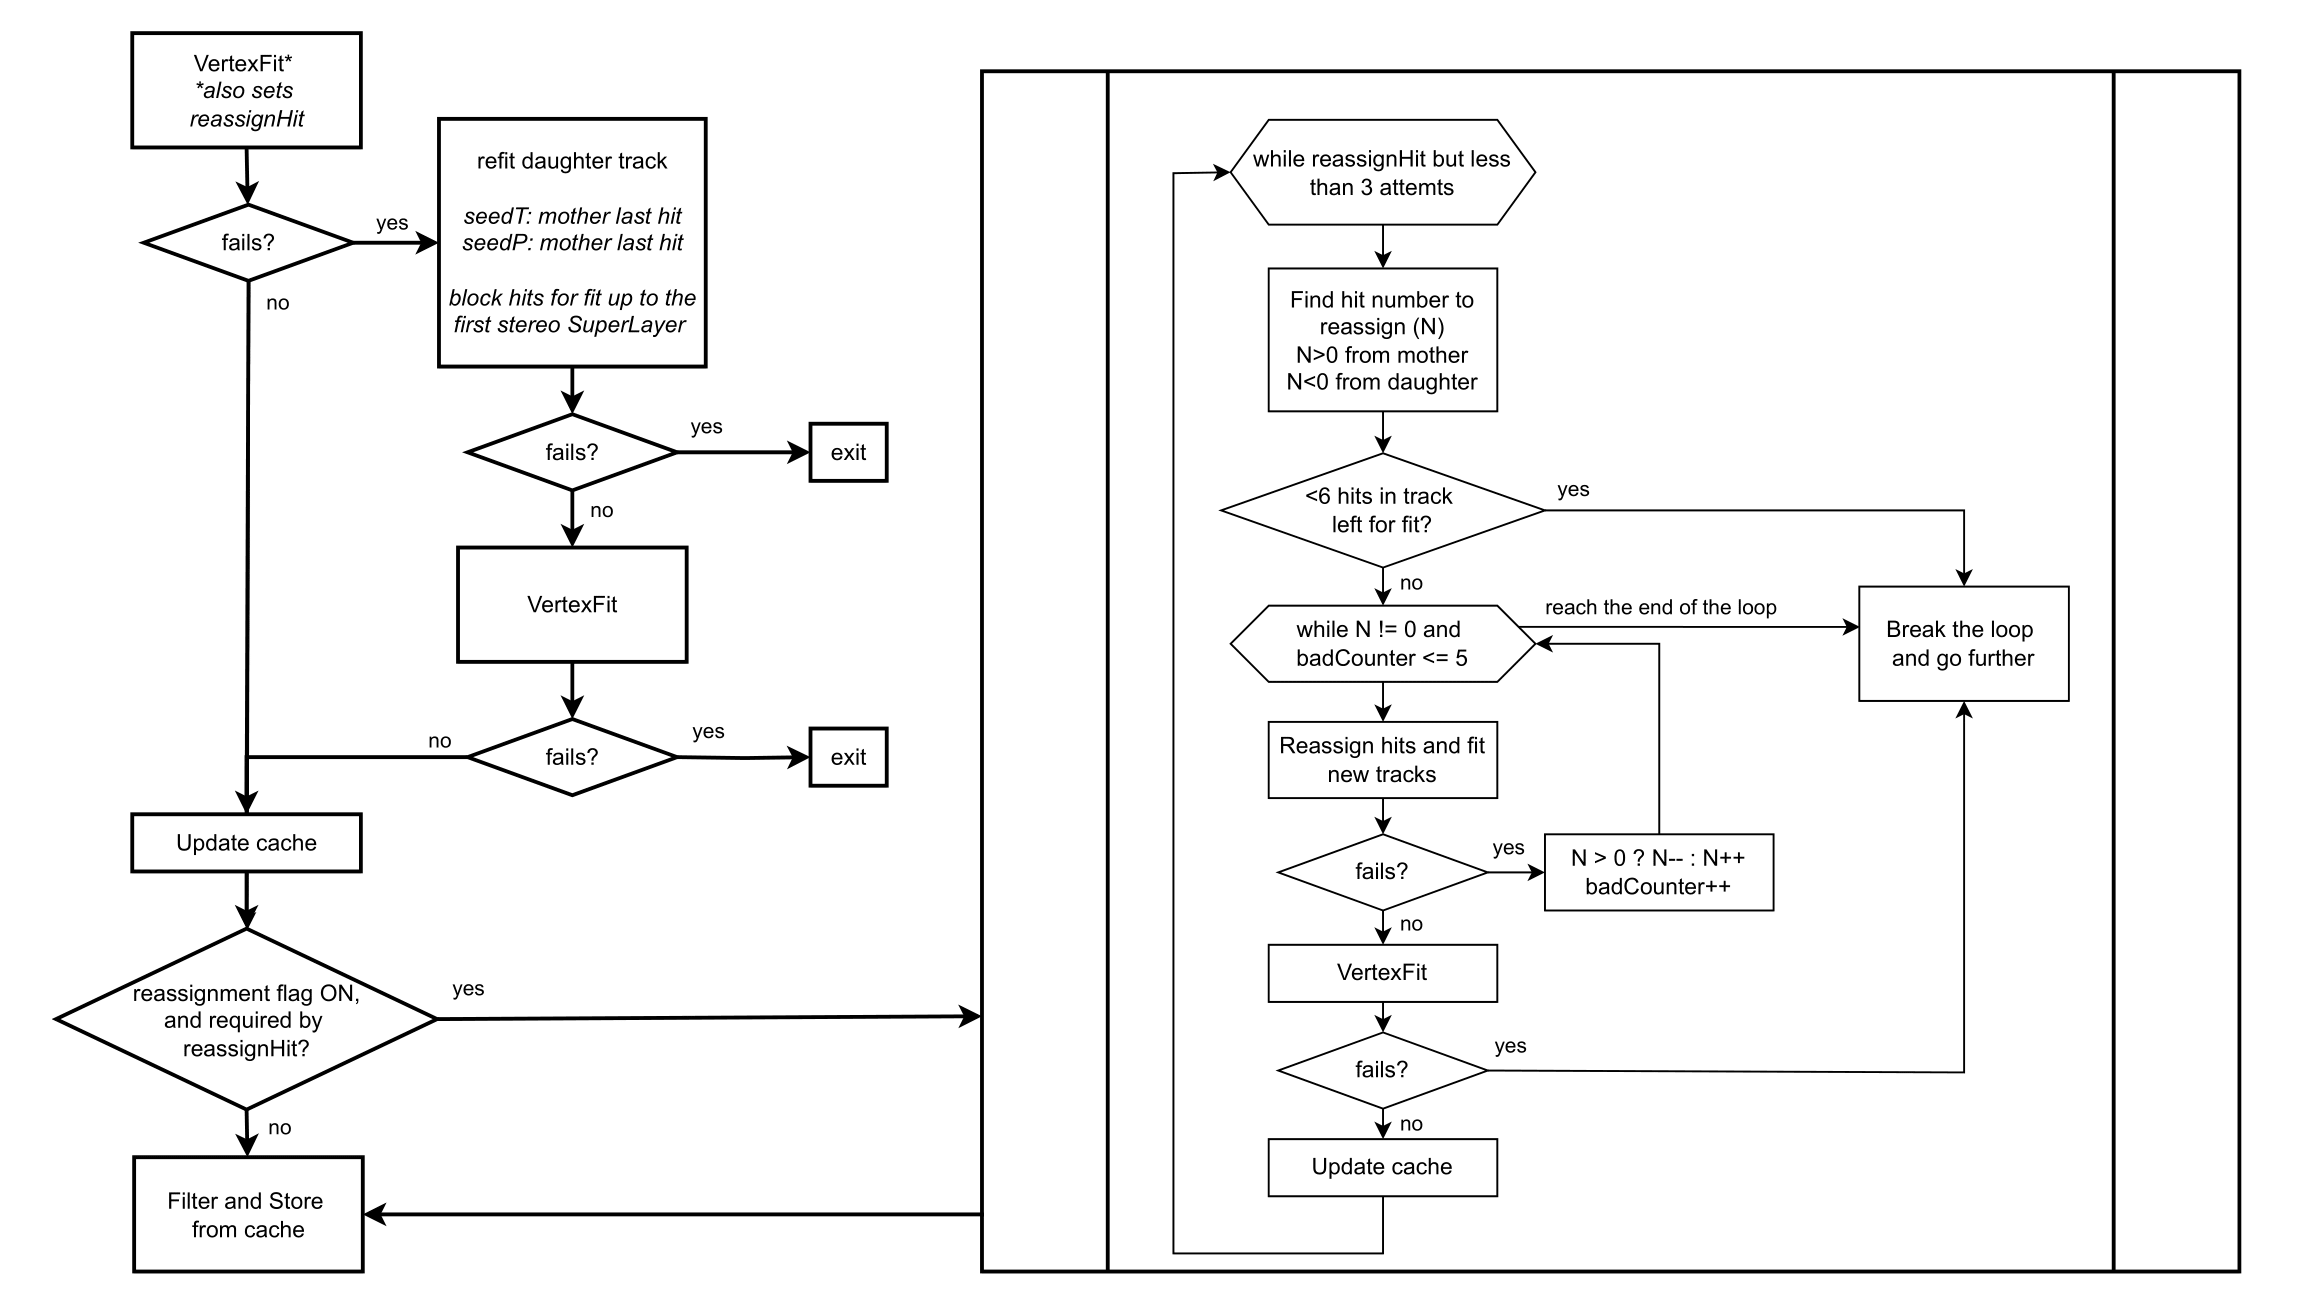 VertexFit*
*also sets
reassignHit
fails?
yes
no
refit daughter track
seedT: mother last hit
seedP: mother last hit
block hits for fit up to the
first stereo SuperLayer
fails?
yes
exit
no
VertexFit
fails?
yes
exit
no
Update cache
reassignment flag ON,
and required by
reassignHit?
yes
no
Filter and Store
from cache
while reassignHit but less
than 3 attemts
Find hit number to
reassign (N)
N>0 from mother
N<0 from daughter
<6 hits in track
left for fit?
yes
no
while N != 0 and
badCounter <= 5
reach the end of the loop
Break the loop
and go further
Reassign hits and fit
new tracks
fails?
yes
N > 0 ? N-- : N++
badCounter++
no
VertexFit
fails?
yes
no
Update cache